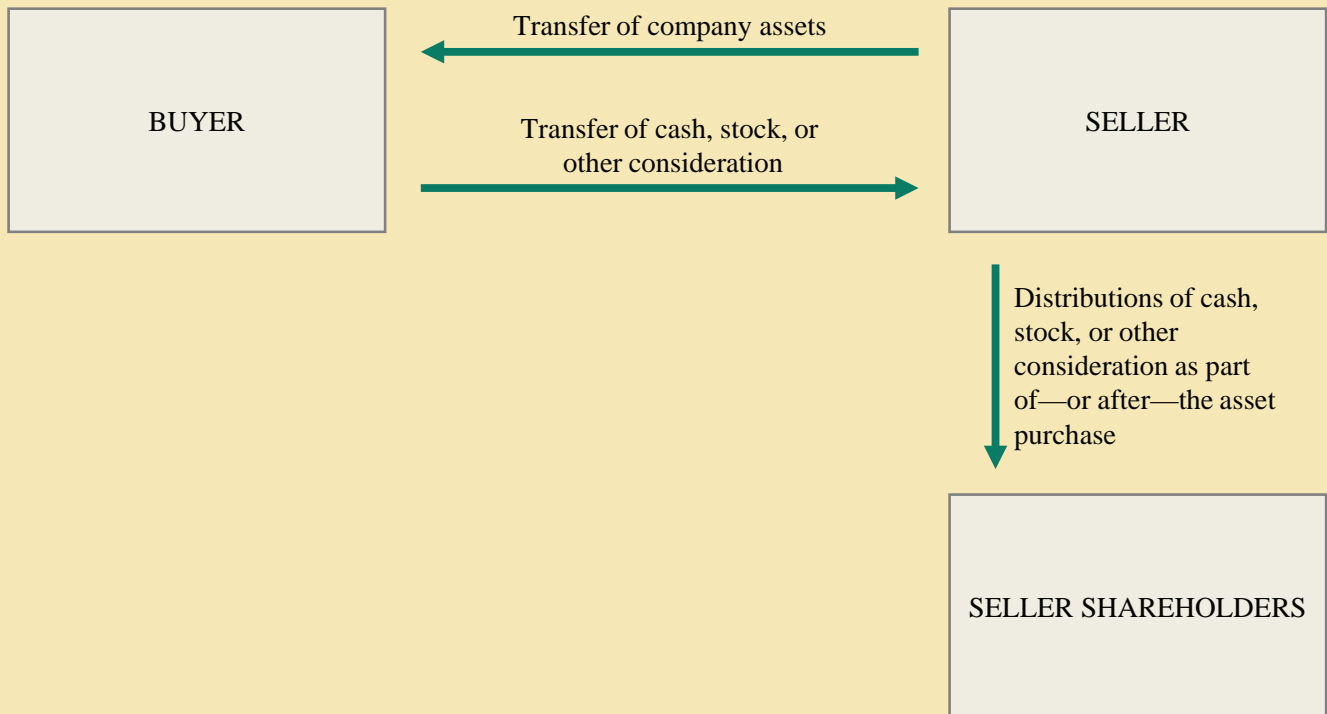 Transfer of company assets
BUYER
Transfer of cash, stock, or
other consideration
SELLER
Distributions of cash,
stock, or other
consideration as part
of—or after—the asset
purchase
SELLER SHAREHOLDERS